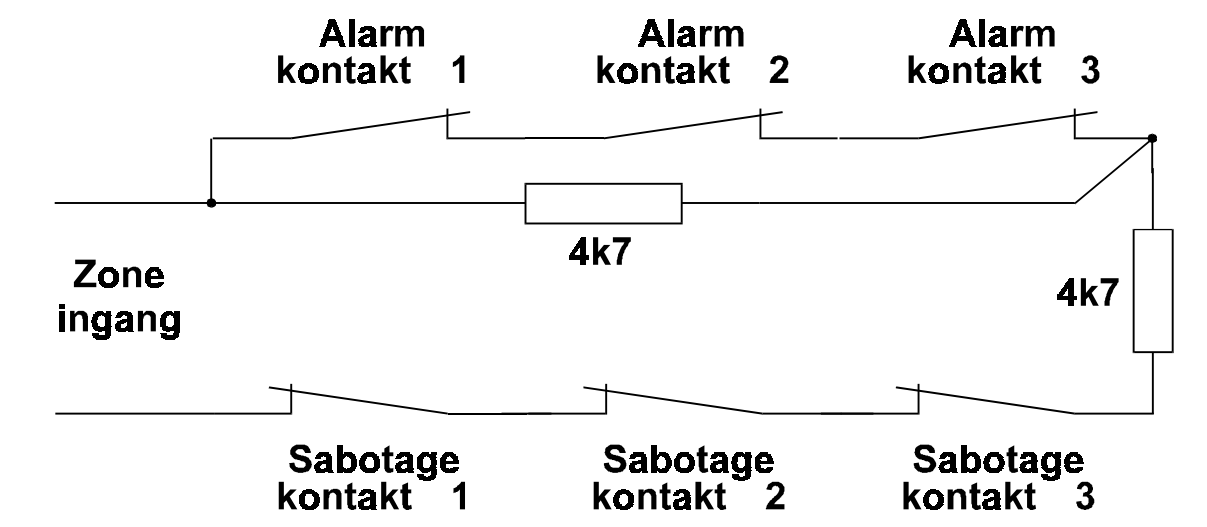 Alarm
kontakt 1
Alarm
kontakt 2
Alarm
kontakt 3
4k7
Zone
ingang
4k7
Sabotage
kontakt 1
Sabotage
kontakt 2
Sabotage
kontakt 3